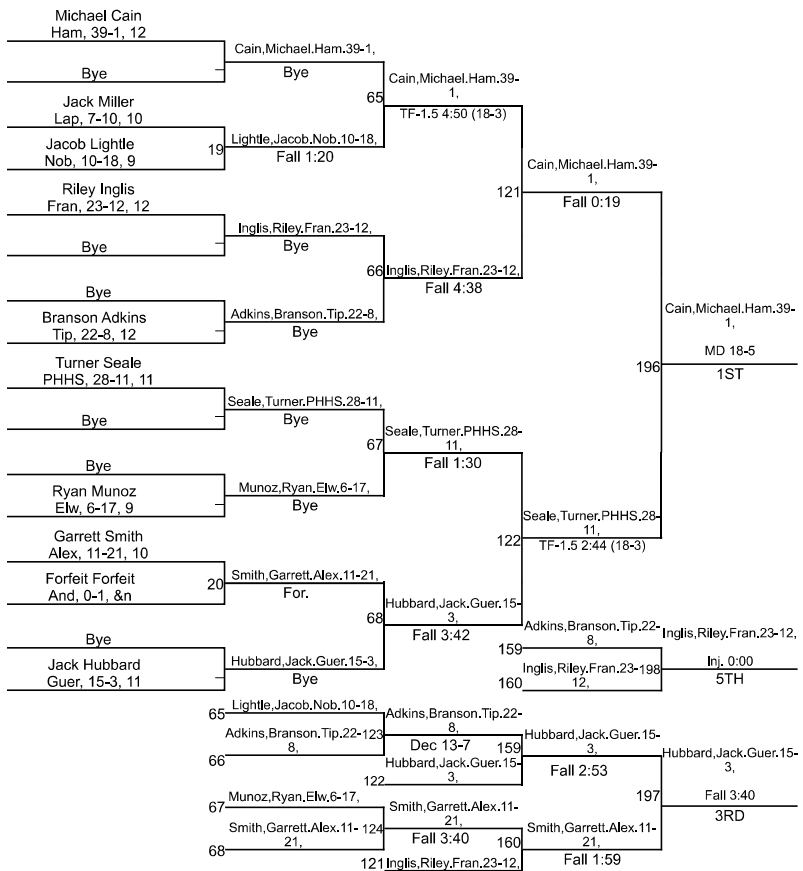 Michael Cain
Ham, 39-1, 12
Cain,Michael.Ham.39-1,
Bye
Bye
65
Cain,Michael.Ham.39-
1,
TF-1.5 4:50 (18-3)
Jack Miller
Lap, 7-10, 10
19
Lightle,Jacob.Nob.10-18,
Fall 1:20
Jacob Lightle
Nob, 10-18, 9
Cain,Michael.Ham.39-
1,
121
Fall 0:19
Riley Inglis
Fran, 23-12, 12
Inglis,Riley.Fran.23-12,
Bye
Bye
66
Inglis,Riley.Fran.23-12,
Fall 4:38
Bye
Adkins,Branson.Tip.22-8,
Bye
Branson Adkins
Tip, 22-8, 12
Cain,Michael.Ham.39-
1,
196
MD 18-5
1ST
Turner Seale
PHHS, 28-11, 11
Seale,Turner.PHHS.28-11,
Bye
Bye
67
Seale,Turner.PHHS.28-
11,
Fall 1:30
Bye
Munoz,Ryan.Elw.6-17,
Bye
Ryan Munoz
Elw, 6-17, 9
Seale,Turner.PHHS.28-
11,
122
TF-1.5 2:44 (18-3)
Garrett Smith
Alex, 11-21, 10
20
Smith,Garrett.Alex.11-21,
For.
Forfeit Forfeit
And, 0-1, &n
68
Hubbard,Jack.Guer.15-
3,
Fall 3:42
Bye
Hubbard,Jack.Guer.15-3,
Bye
Jack Hubbard
Guer, 15-3, 11
Adkins,Branson.Tip.22-
8,
159
Inglis,Riley.Fran.23-12,
Inglis,Riley.Fran.23-
12,
160
198
Inj. 0:00
5TH
65
Lightle,Jacob.Nob.10-18,
Adkins,Branson.Tip.22-
8,
66
123
Adkins,Branson.Tip.22-
8,
Dec 13-7
159
Hubbard,Jack.Guer.15-
3,
122
Hubbard,Jack.Guer.15-
3,
Fall 2:53
Hubbard,Jack.Guer.15-
3,
197
Fall 3:40
3RD
67
Munoz,Ryan.Elw.6-17,
Smith,Garrett.Alex.11-
21,
68
124
Smith,Garrett.Alex.11-
21,
Fall 3:40
160
Smith,Garrett.Alex.11-
21,
Fall 1:59
121
Inglis,Riley.Fran.23-12,